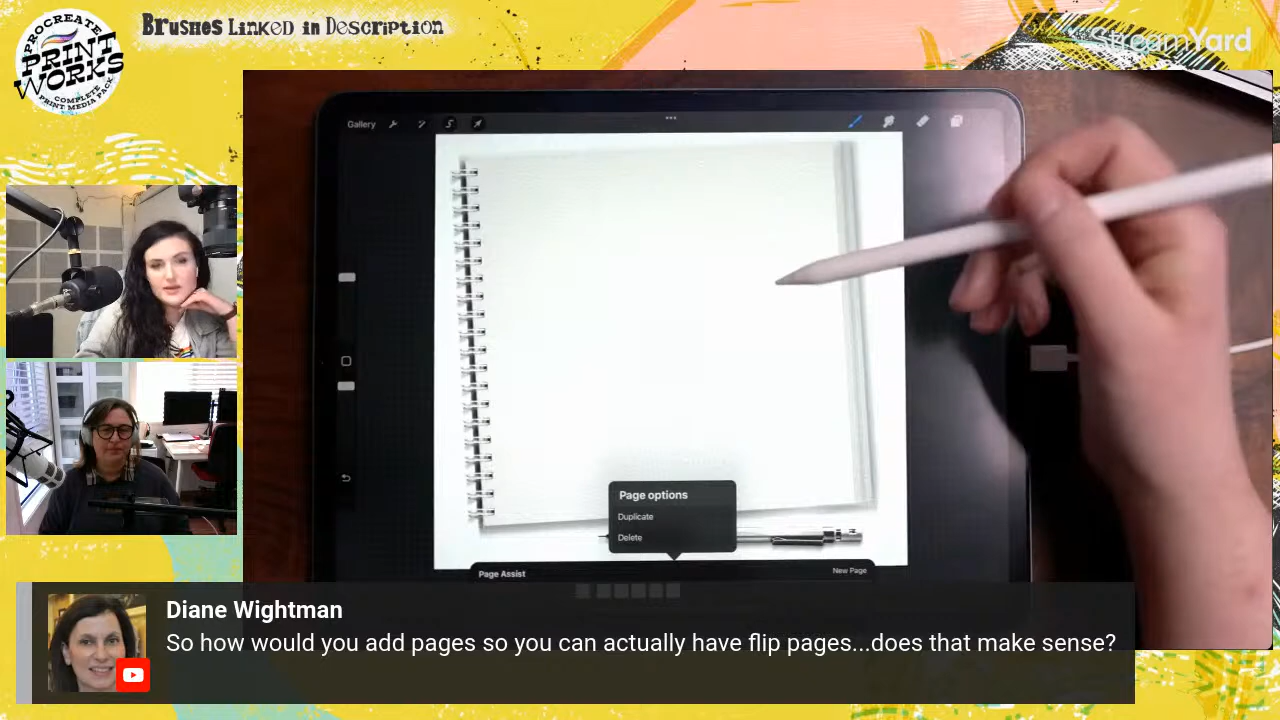 PROCREATE
PRINT
WORKS
COMPLETE
PRINT MEDIA PACK
BRusHes Linked in Description
StreamYard
Gallery
Page options
Duplicate
Delete
Page Assist
New Page
Diane Wightman
So how would you add pages so you can actually have flip pages...does that make sense?